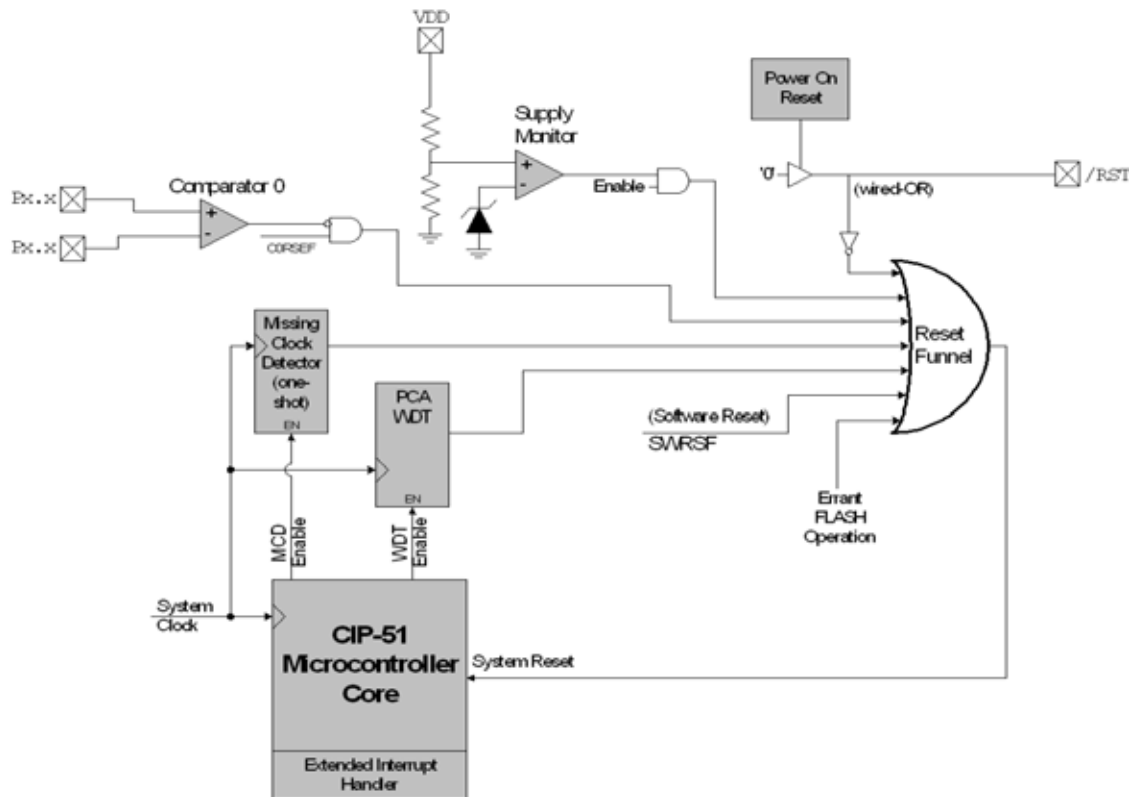 VDD
Power On
Reset
Supply
Monitor
+
-
Enable
'0'
(wired-OR)
/RST
Px.x
Px.x
Comparator 0
+
-
C0RSEF
Missing
Clock
Detector
(one-
shot)
EN
PCA
WDT
EN
Reset
Funnel
(Software Reset)
SWRSF
Errant
FLASH
Operation
MCD
Enable
WDT
Enable
System
Clock
CIP-51
Microcontroller
Core
System Reset
Extended Interrupt
Handler